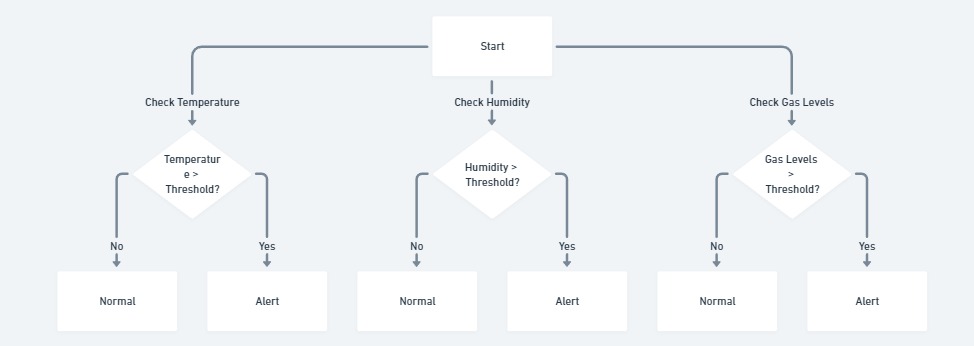 Start
Check Temperature
Check Humidity
Check Gas Levels
Temperatur
e >
Threshold?
Humidity >
Threshold?
Gas Levels
>
Threshold?
No
Yes
No
Yes
No
Yes
Normal
Alert
Normal
Alert
Normal
Alert